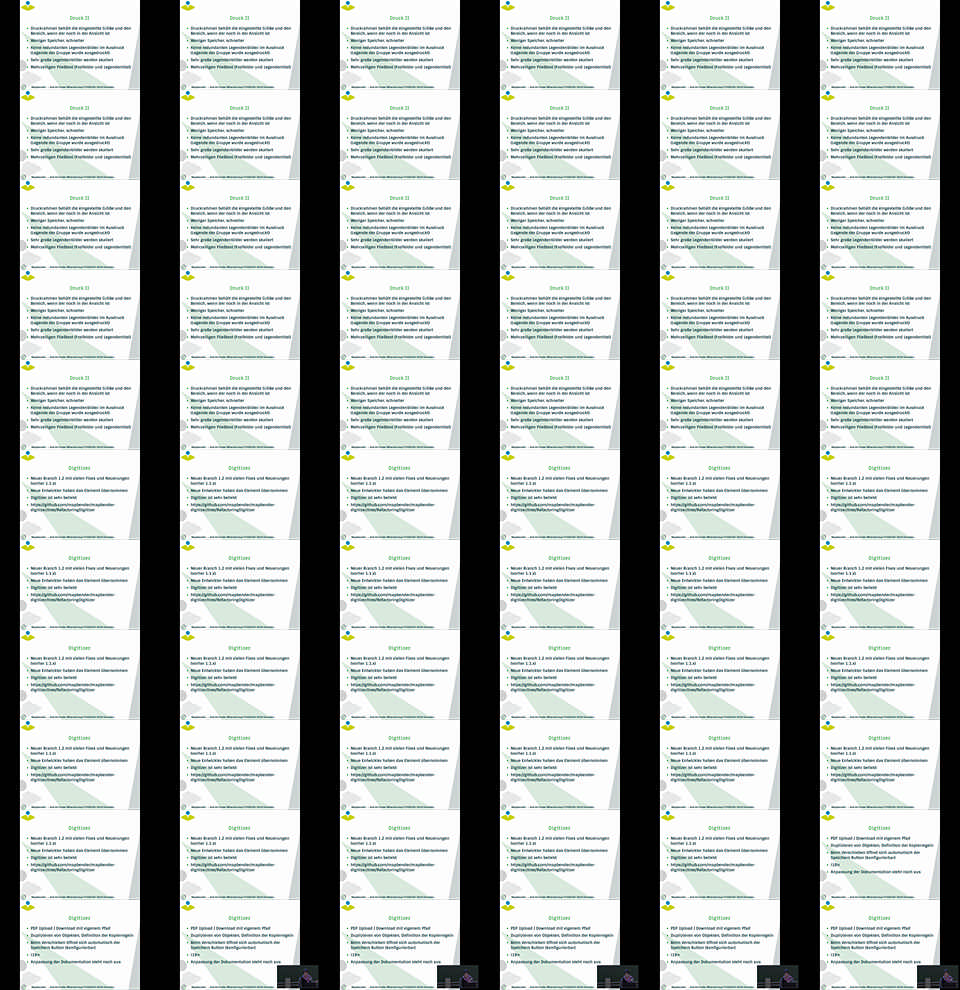 Druck II
Druckrahmen behält die eingestellte Größe und den
Bereich, wenn der noch in der Ansicht ist
Weniger Speicher, schneller
Keine redundanten Legendenbilder im Ausdruck
(Legende der Gruppe wurde ausgedruckt)
Sehr große Legendenbilder werden skaliert
Mehrzeiligen Fließtext (Freifelder und Legendentitel)
Digitizer
Neuer Branch 1.2 mit vielen Fixes und Neuerungen
(vorher 1.1.x)
Neue Entwickler haben das Element übernommen
Digitizer ist sehr beliebt
https://github.com/mapbender/mapbender-
digitizer/tree/RefactoringDigitizer
Digitizer
PDF Upload / Download mit eigenem Pfad
Duplizieren von Objekten, Definition der Kopierregeln
Beim Verschieben öffnet sich automatisch der
Speichern Button (konfigurierbar)
i18n
Anpassung der Dokumentation steht noch aus